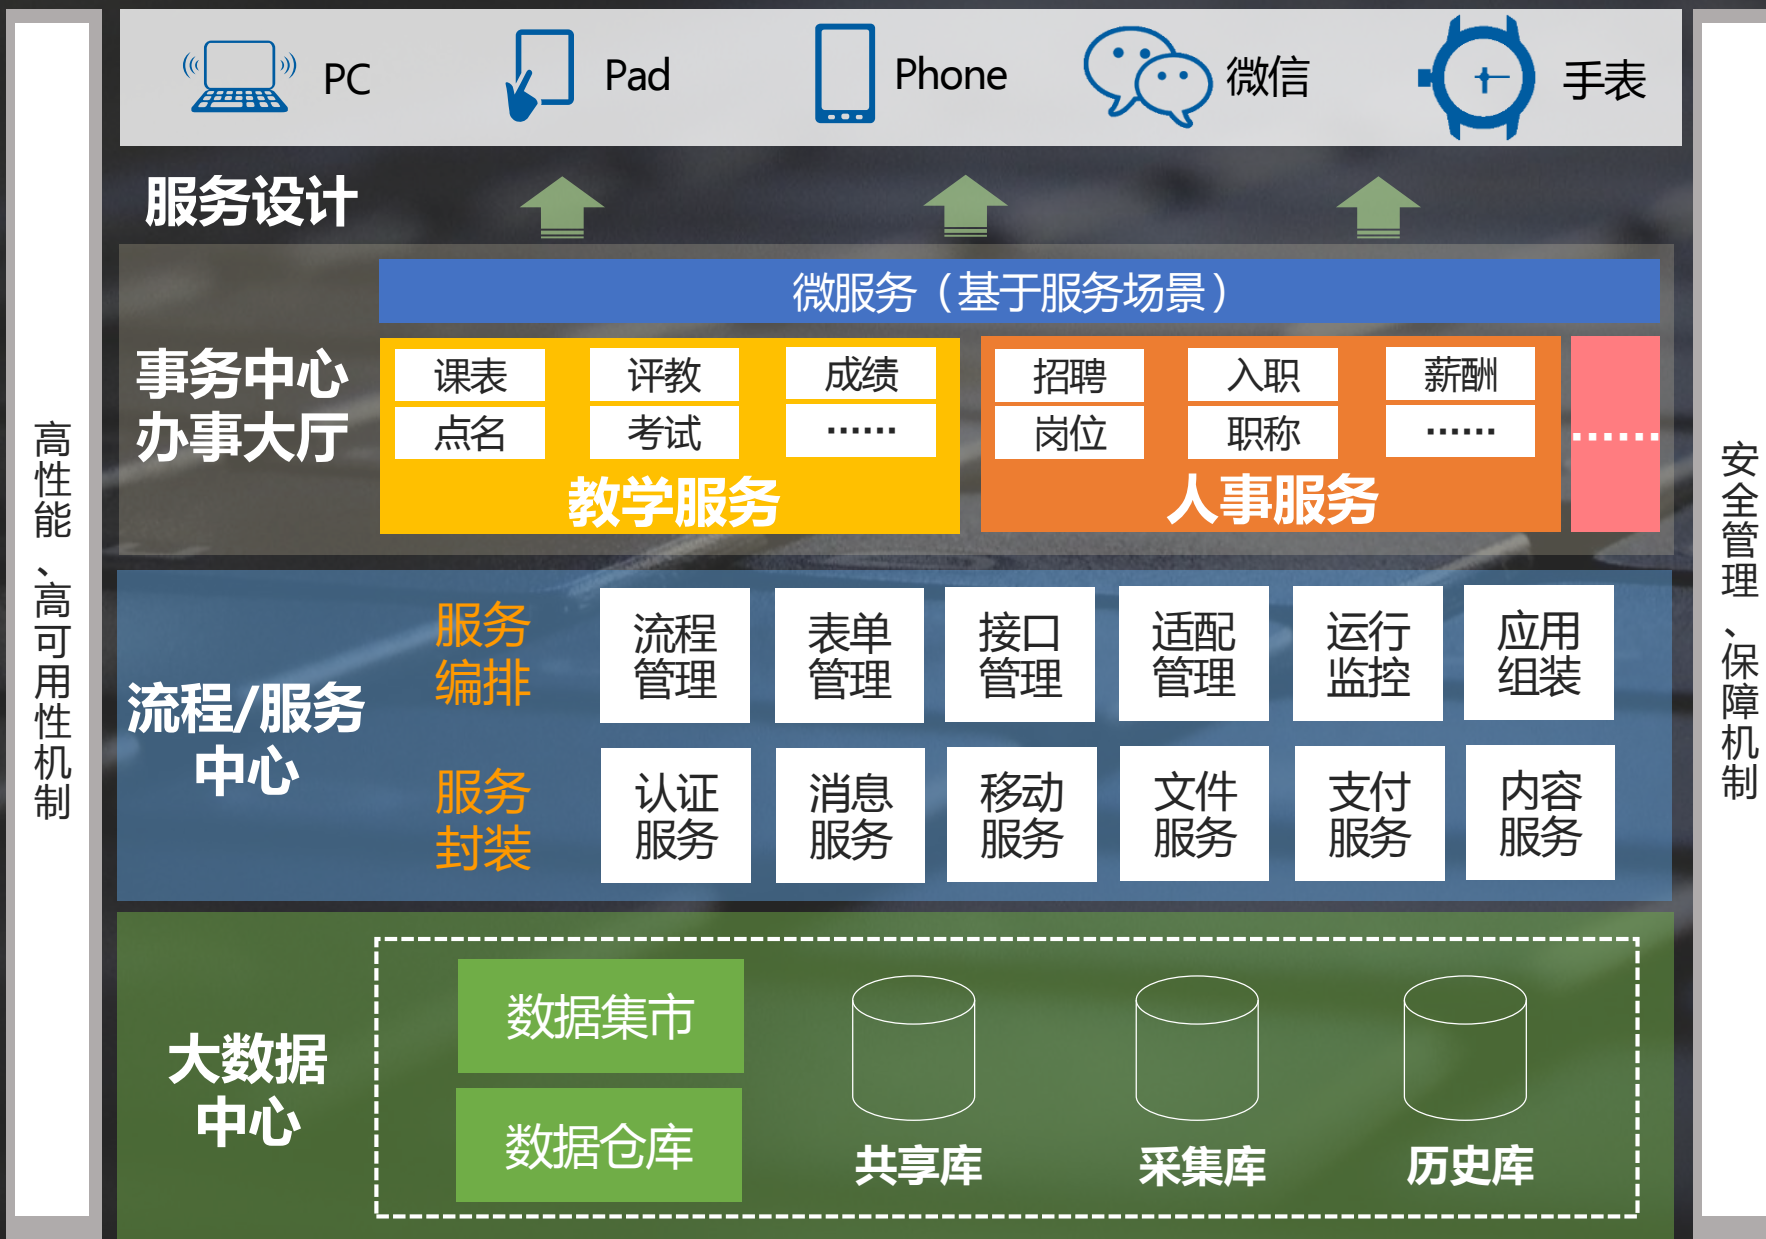 PC
Pad
Phone
微信
手表
服务设计
微服务（基于服务场景）
事务中心
办事大厅
课表
评教
成绩
点名
考试
······
教学服务
招聘
入职
薪酬
岗位
职称
······
人事服务
······
流程/服务
中心
服务
编排
流程
管理
表单
管理
接口
管理
适配
管理
运行
监控
应用
组装
服务
封装
认证
服务
消息
服务
移动
服务
文件
服务
支付
服务
内容
服务
大数据
中心
数据集市
数据仓库
共享库
采集库
历史库
高性能、高可用性机制
安全管理、保障机制